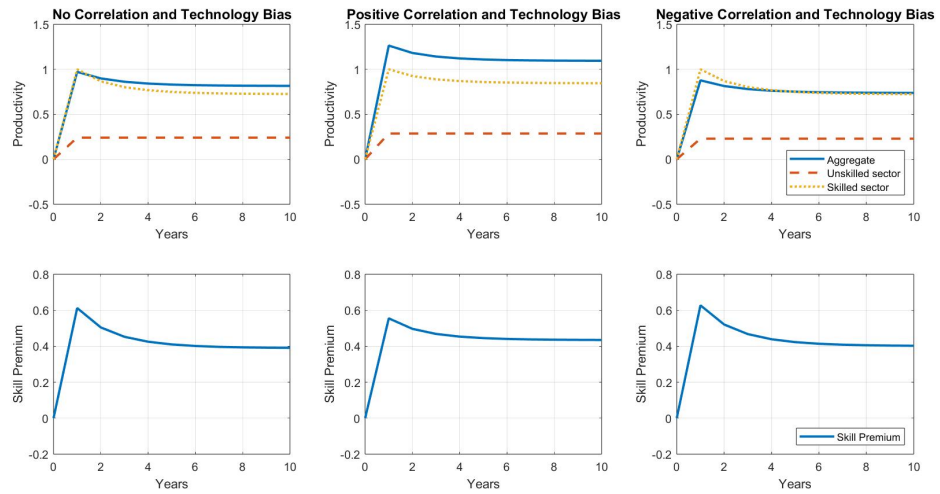 No Correlation and Technology Bias
1.5
1
0.5
0
-0.5
Productivity
0 2 4 6 8 10
Years
Positive Correlation and Technology Bias
1.5
1
0.5
0
-0.5
Productivity
0 2 4 6 8 10
Years
Negative Correlation and Technology Bias
1.5
1
0.5
0
-0.5
Productivity
Aggregate
Unskilled sector
Skilled sector
0 2 4 6 8 10
Years
0.8
0.6
0.4
0.2
0
-0.2
Skill Premium
0 2 4 6 8 10
Years
0.8
0.6
0.4
0.2
0
-0.2
Skill Premium
0 2 4 6 8 10
Years
0.8
0.6
0.4
0.2
0
-0.2
Skill Premium
Skill Premium
0 2 4 6 8 10
Years